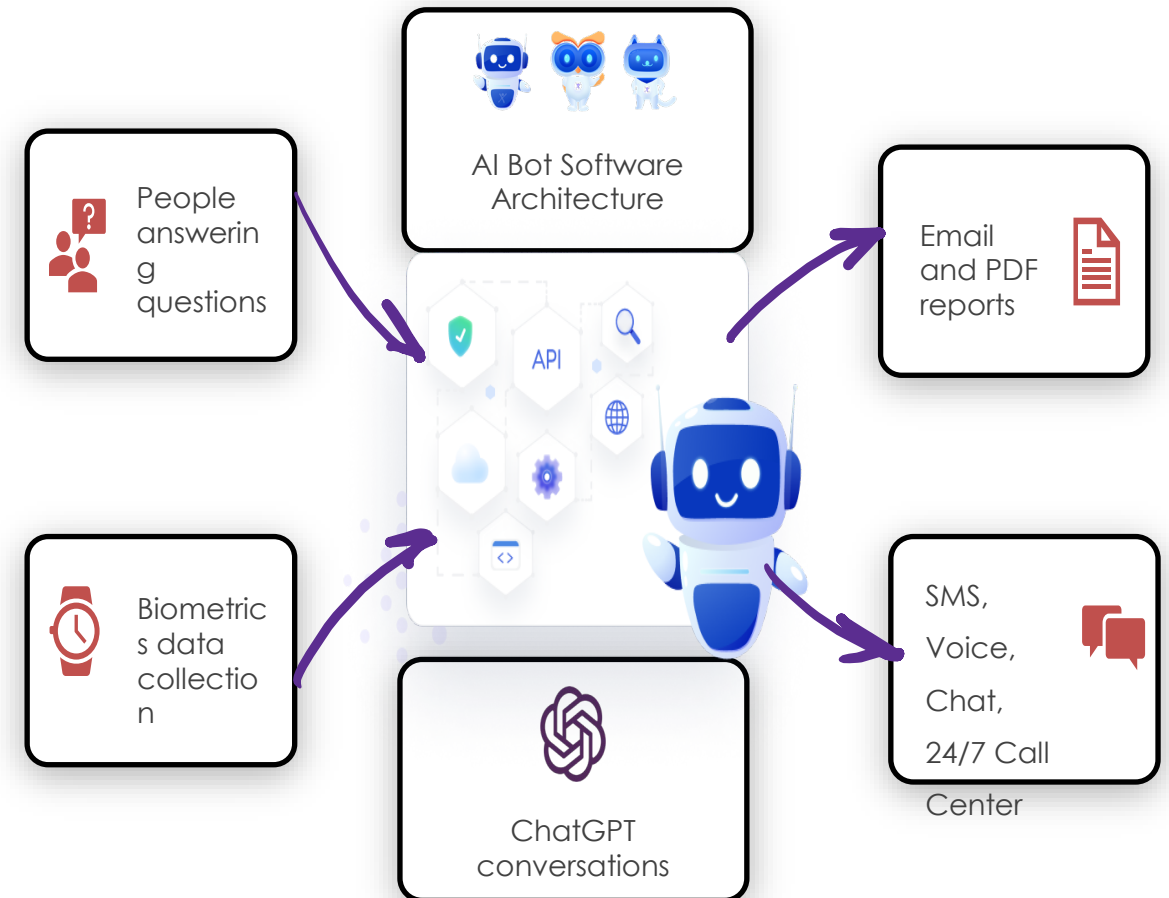 AI Bot Software
Architecture
People
answerin
g
questions
?
API
Email
and PDF
reports
Biometric
s data
collectio
n
<>
SMS,
Voice,
Chat,
24/7 Call
Center
ChatGPT
conversations